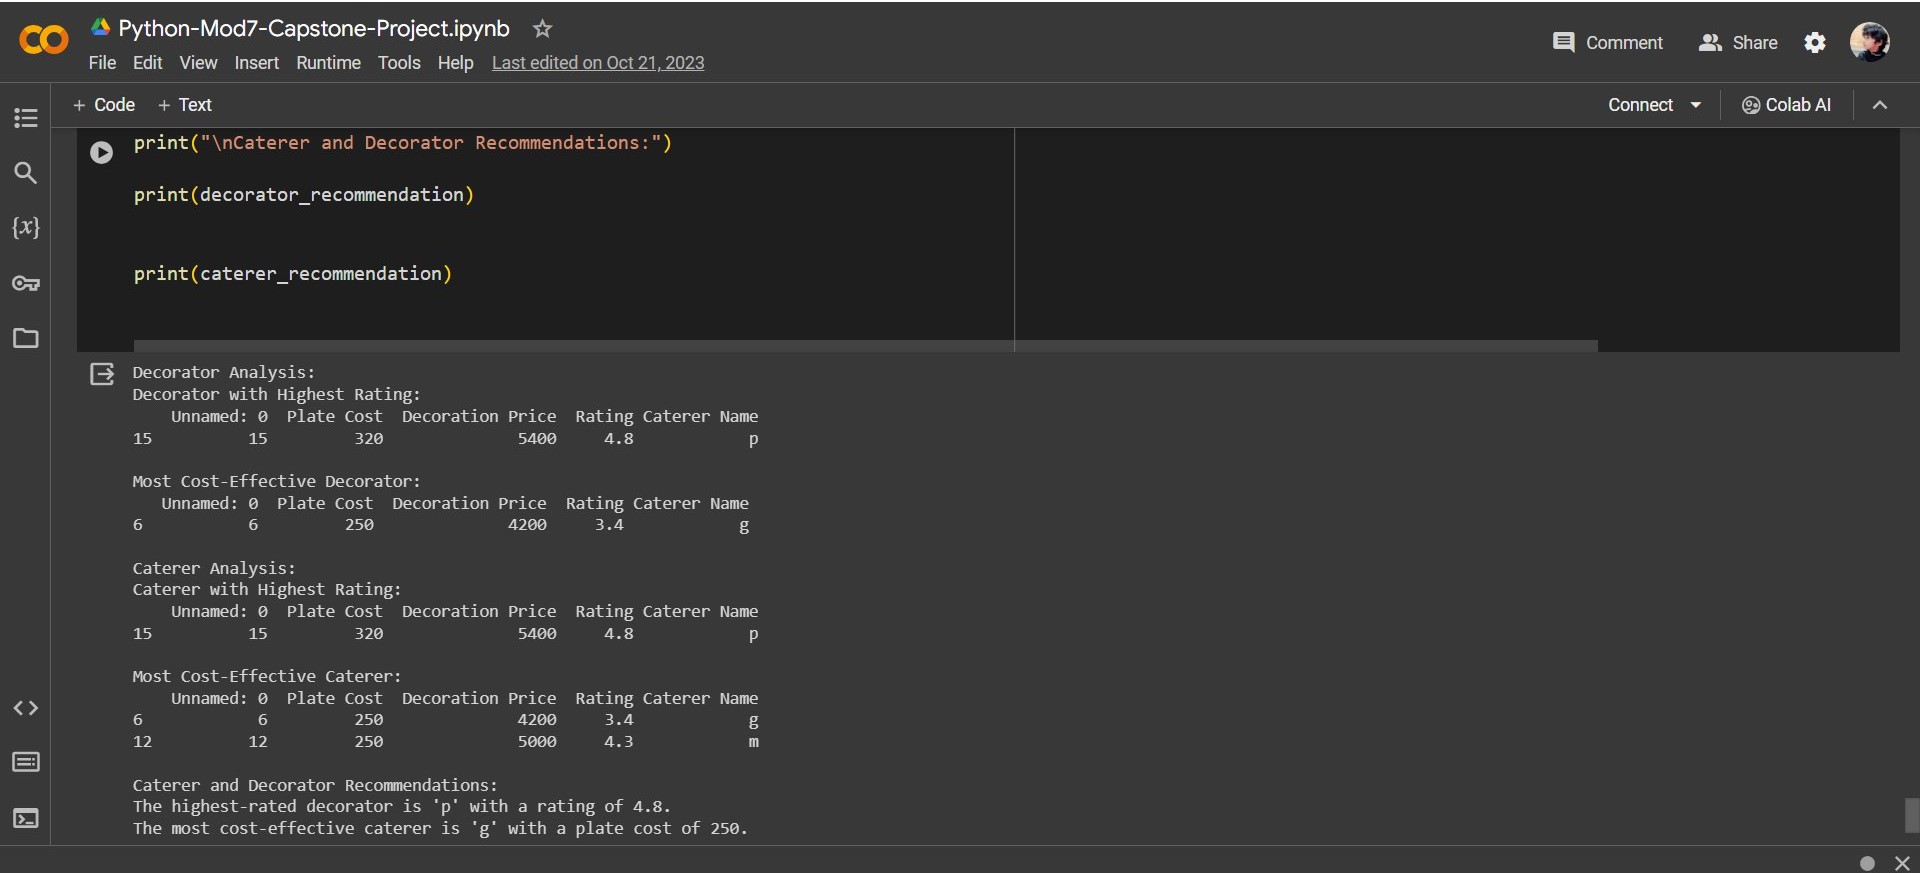 Python-Mod7-Capstone-Project.ipynb
File Edit View Insert Runtime Tools Help Last edited on Oct 21, 2023
Comment Share
+ Code + Text
Connect Colab AI
{x}
print("\nCaterer and Decorator Recommendations:")
print(decorator_recommendation)
print(caterer_recommendation)
Decorator Analysis:
Decorator with Highest Rating:
    Unnamed: 0  Plate Cost  Decoration Price  Rating Caterer Name
15          15         320              5400     4.8            p
Most Cost-Effective Decorator:
   Unnamed: 0  Plate Cost  Decoration Price  Rating Caterer Name
6           6         250              4200     3.4            g
Caterer Analysis:
Caterer with Highest Rating:
    Unnamed: 0  Plate Cost  Decoration Price  Rating Caterer Name
15          15         320              5400     4.8            p
Most Cost-Effective Caterer:
    Unnamed: 0  Plate Cost  Decoration Price  Rating Caterer Name
6            6         250              4200     3.4            g
12          12         250              5000     4.3            m
Caterer and Decorator Recommendations:
The highest-rated decorator is 'p' with a rating of 4.8.
The most cost-effective caterer is 'g' with a plate cost of 250.